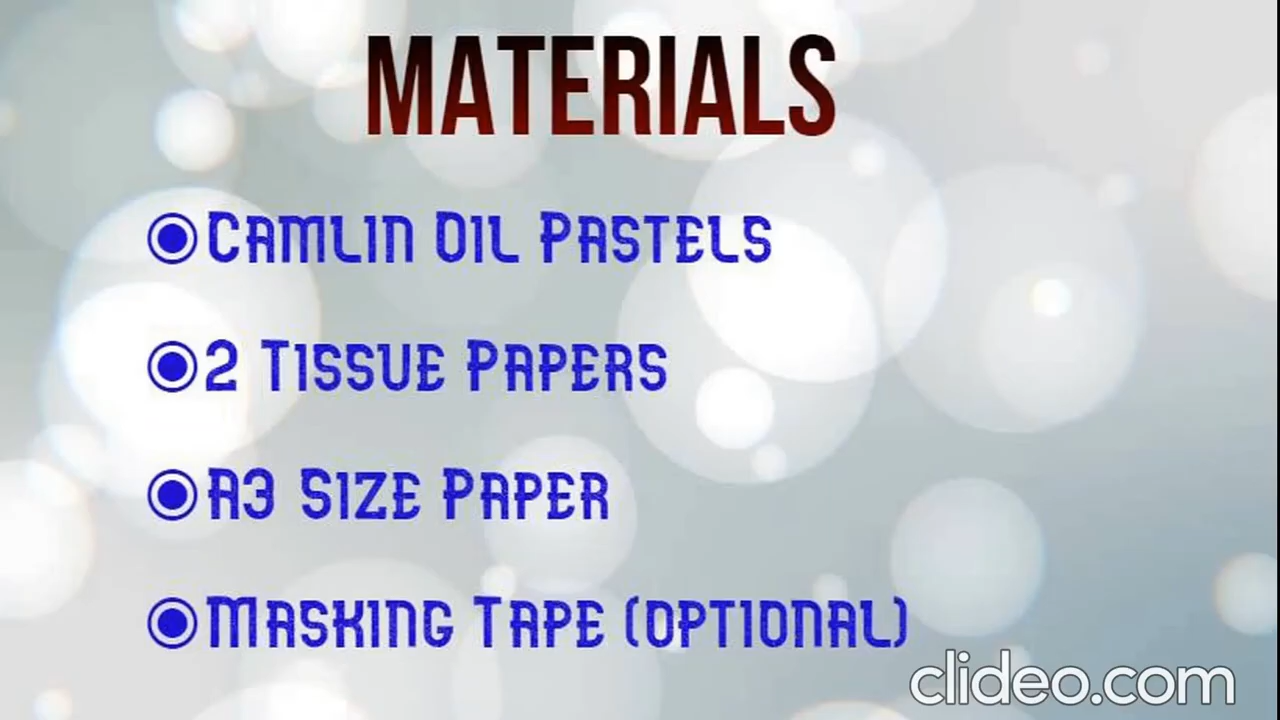 MATERIALS
Camlin Oil Pastels
2 Tissue Papers
A3 Size Paper
Masking Tape (optional)
clideo.com